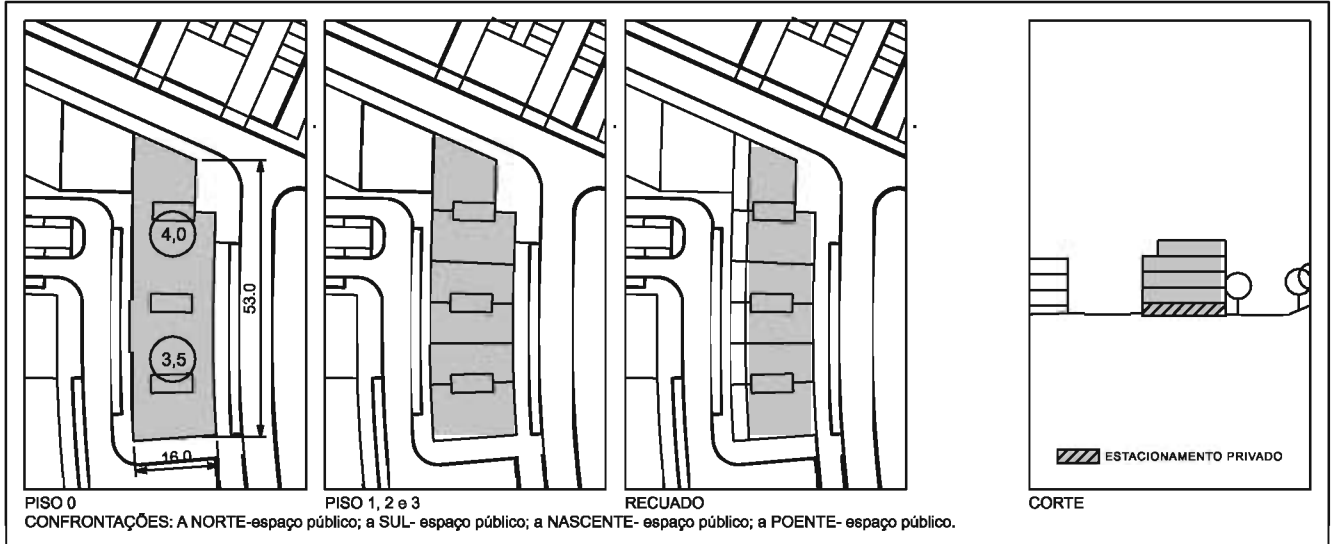 4,0
53.0
3,5
16.0
ESTACIONAMENTO PRIVADO
PISO 0
PISO 1, 2 e 3
RECUADO
CORTE
CONFRONTAÇÕES: A NORTE-espaço público; a SUL- espaço público; a NASCENTE- espaço público; a POENTE- espaço público.